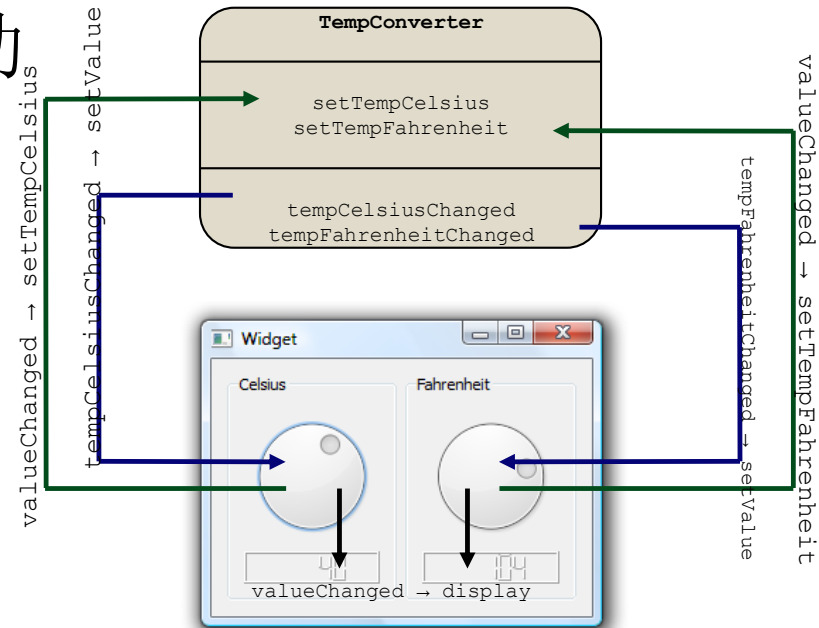 TempConverter
setTempCelsius
setTempFahrenheit
tempCelsiusChanged
tempFahrenheitChanged
valueChanged → setTempCelsius
tempCelsiusChanged → setValue
tempFahrenheitChanged → setValue
valueChanged → setTempFahrenheit
Widget
Celsius
Fahrenheit
40
104
valueChanged → display